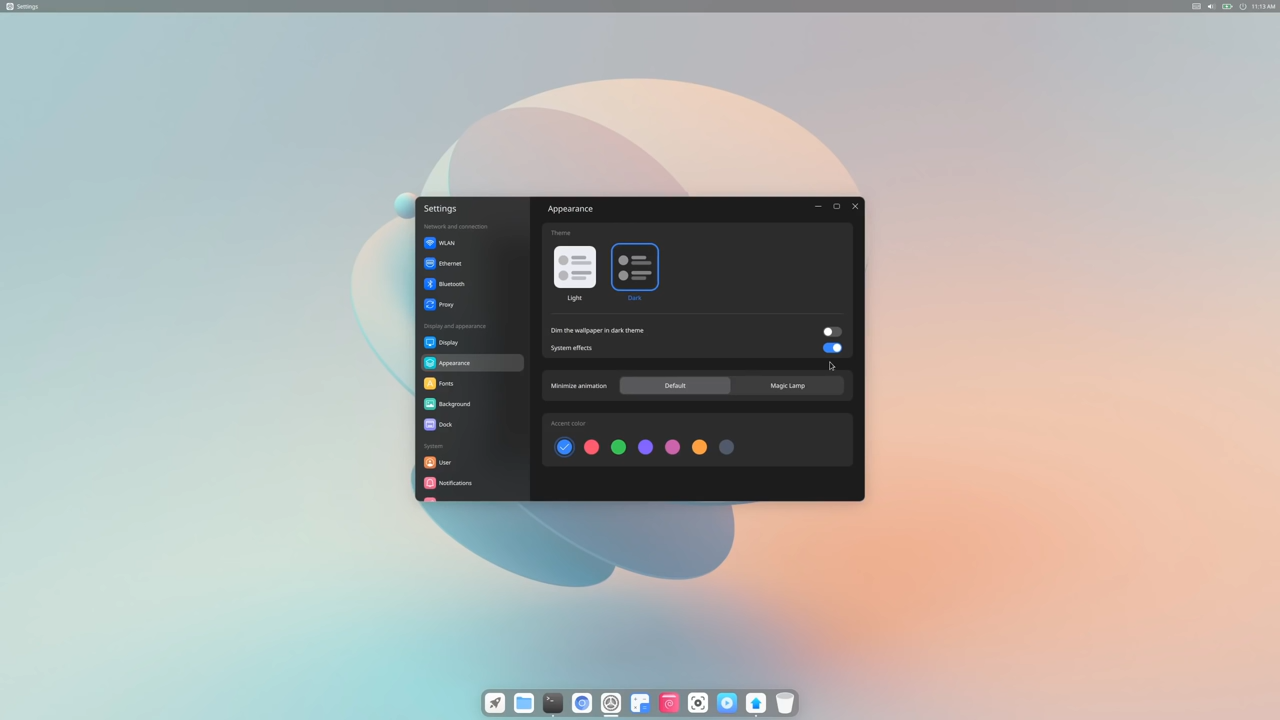 Settings
11:13 AM
Settings
Network and connection
WLAN
Ethernet
Bluetooth
Proxy
Display and appearance
Display
Appearance
Fonts
Background
Dock
System
User
Notifications
Appearance
Theme
Light
Dark
Dim the wallpaper in dark theme
System effects
Minimize animation
Default
Magic Lamp
Accent color